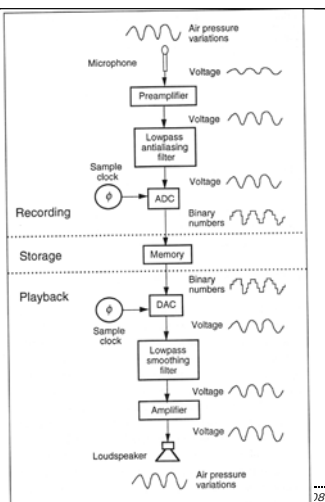 Air pressure
variations
Microphone
Voltage
Preamplifier
Voltage
Lowpass
antialiasing
filter
Sample
clock
Voltage
ϕ
ADC
Recording
Binary
numbers
Storage
Memory
Playback
Binary
numbers
ϕ
DAC
Sample
clock
Voltage
Lowpass
smoothing
filter
Voltage
Amplifier
Voltage
Loudspeaker
Air pressure
variations